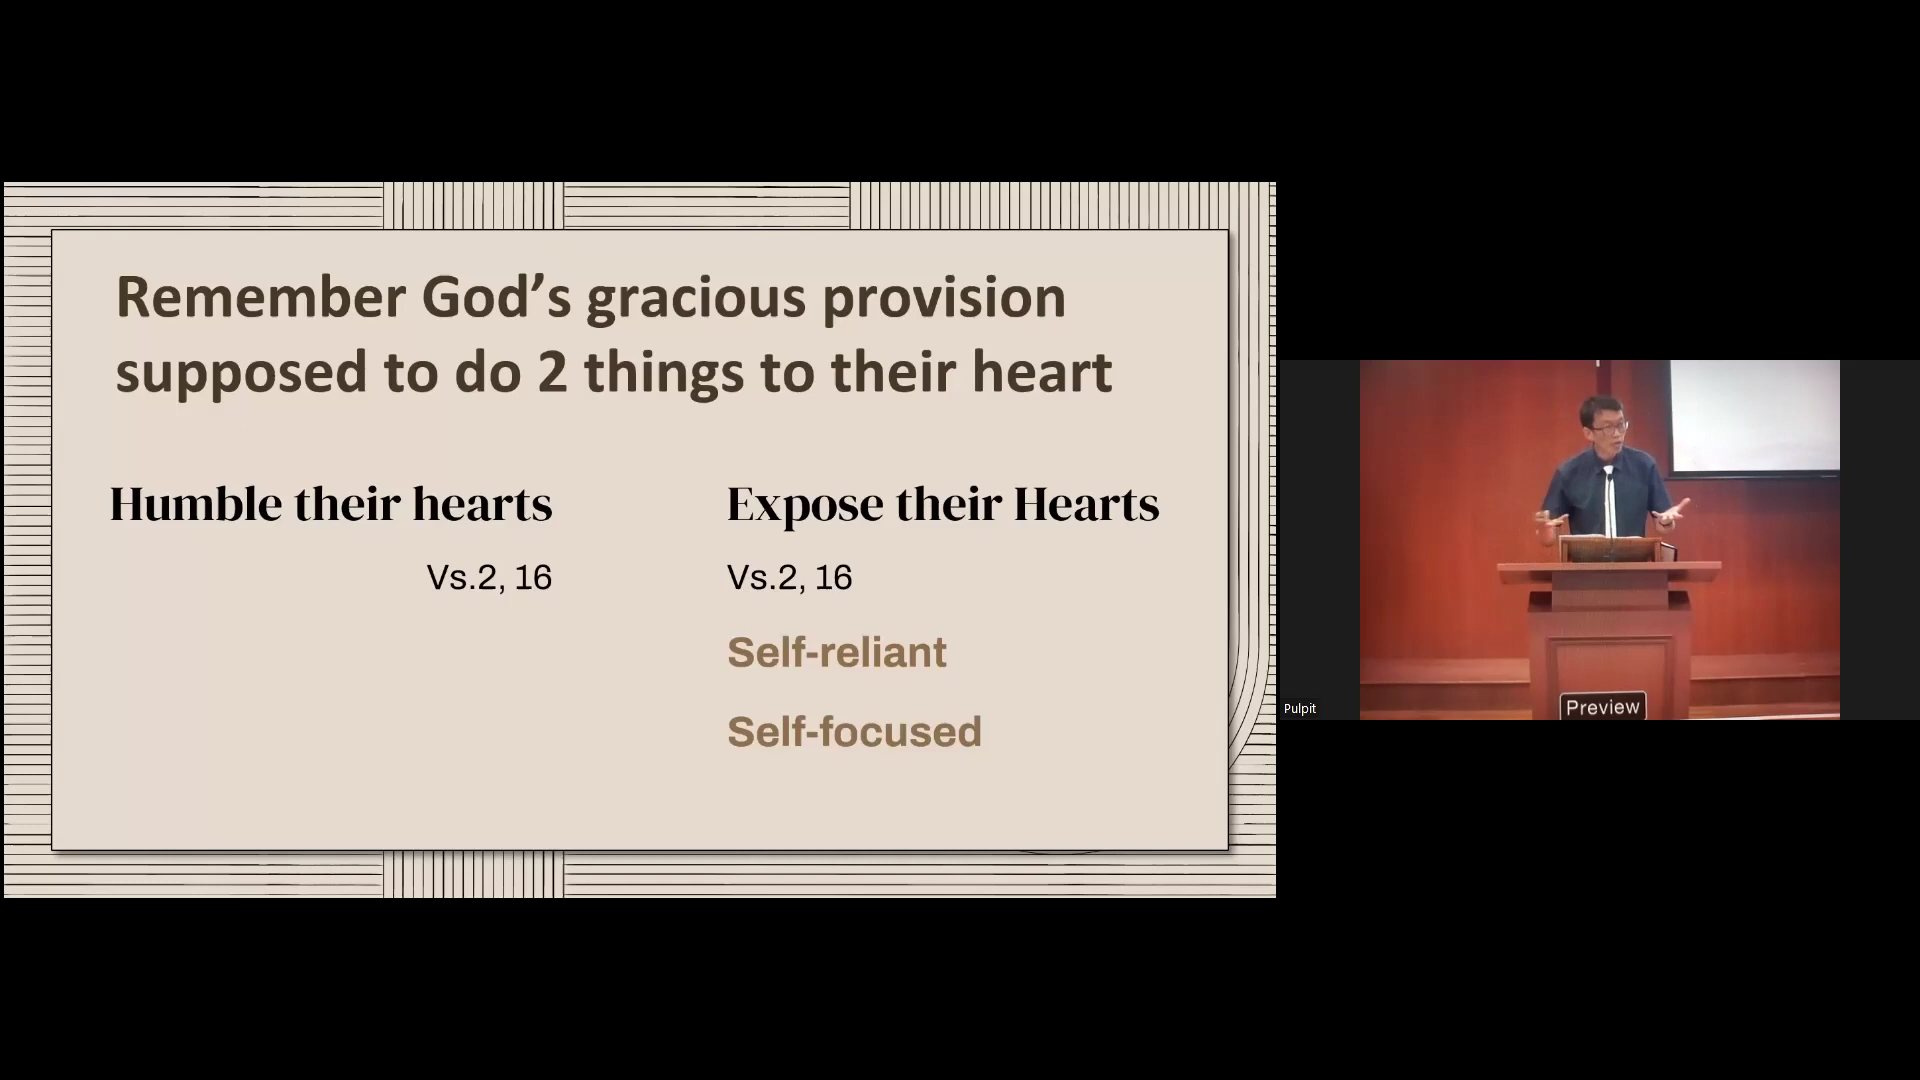 Remember God’s gracious provision
supposed to do 2 things to their heart
Humble their hearts
Vs.2, 16
Expose their Hearts
Vs.2, 16
Self-reliant
Self-focused
Pulpit
Preview